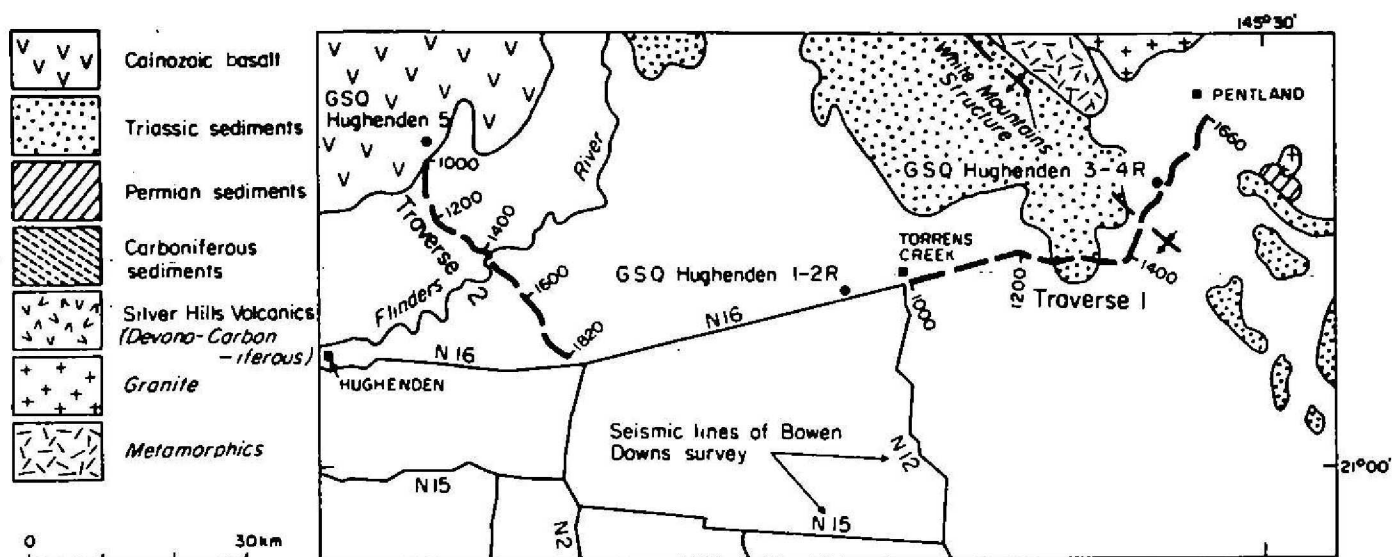 Cainozoic basalt
Triassic sediments
Permian sediments
Carboniferous
sediments
Silver Hills Volcanics
(Devono-Carbon
-iferous)
Granite
Metamorphics
0 30km
145°30'
21°00'
GSQ
Hughenden 5
1000
1200
1400
1600
1820
Traverse 2
Flinders
River
HUGHENDEN
N16
N16
N15
N2
N15
N12
Seismic lines of Bowen
Downs survey
GSQ Hughenden 1-2R
TORRENS
CREEK
1000
1200
1400
1660
Traverse 1
GSQ Hughenden 3-4R
White Mountains
Structure
PENTLAND